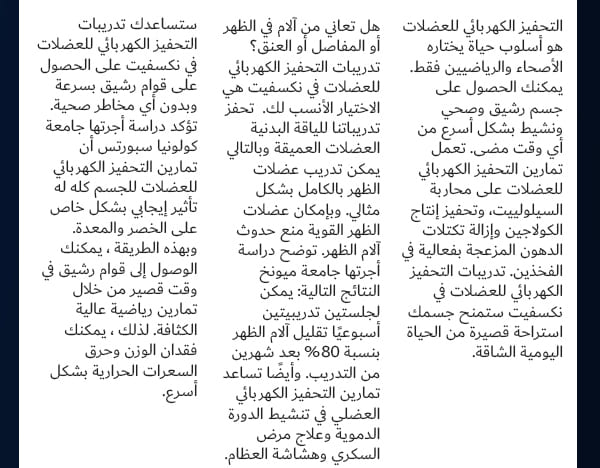 التحفيز الكهربائي للعضلات
هو أسلوب حياة يختاره
الأصحاء والرياضيين فقط.
يمكنك الحصول على
جسم رشيق وصحي
ونشيط بشكل أسرع من
أي وقت مضى. تعمل
تمارين التحفيز الكهربائي
للعضلات على محاربة
السيلولييت، وتحفيز إنتاج
الكولاجين وإزالة تكتلات
الدهون المزعجة بفعالية في
الفخذين. تدريبات التحفيز
الكهربائي للعضلات في
نكسفيت ستمنح جسمك
استراحة قصيرة من الحياة
اليومية الشاقة.
هل تعاني من آلام في الظهر
أو المفاصل أو العنق؟
تدريبات التحفيز الكهربائي
للعضلات في نكسفيت هي
الاختيار الأنسب لك. تحفز
تدريباتنا للياقة البدنية
العضلات العميقة وبالتالي
يمكن تدريب عضلات
الظهر بالكامل بشكل
مثالي. وبإمكان عضلات
الظهر القوية منع حدوث
آلام الظهر. توضح دراسة
أجرتها جامعة ميونخ
النتائج التالية: يمكن
لجلستين تدريبيتين
أسبوعيًا تقليل آلام الظهر
بنسبة 80% بعد شهرين
من التدريب. وأيضًا تساعد
تمارين التحفيز الكهربائي
العضلي في تنشيط الدورة
الدموية وعلاج مرض
السكري وهشاشة العظام.
ستساعدك تدريبات
التحفيز الكهربائي للعضلات
في نكسفيت على الحصول
على قوام رشيق بسرعة
وبدون أي مخاطر صحية.
تؤكد دراسة أجرتها جامعة
كولونيا سبورتس أن
تمارين التحفيز الكهربائي
للعضلات للجسم كله له
تأثير إيجابي بشكل خاص
على الخصر والمعدة.
وبهذه الطريقة ، يمكنك
الوصول إلى قوام رشيق في
وقت قصير من خلال
تمارين رياضية عالية
الكثافة. لذلك ، يمكنك
فقدان الوزن وحرق
السعرات الحرارية بشكل
أسرع.